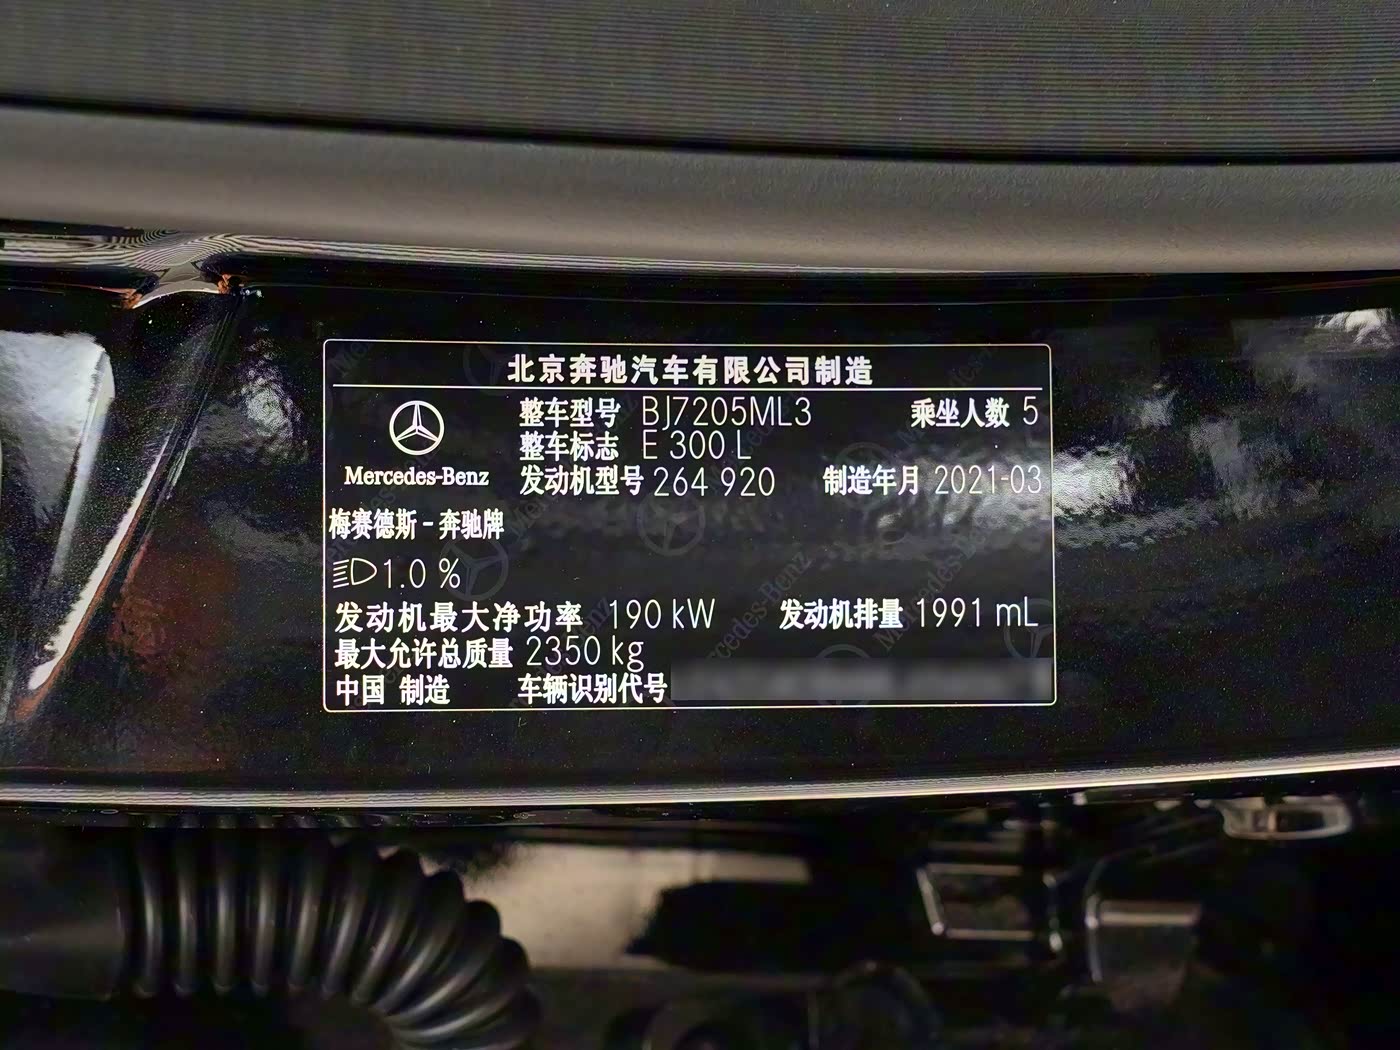 北京奔驰汽车有限公司制造
整车型号 BJ7205ML3 乘坐人数 5
整车标志 E 300 L
Mercedes-Benz
发动机型号 264 920 制造年月 2021-03
梅赛德斯-奔驰牌
1.0 %
发动机最大净功率 190 kW 发动机排量 1991 mL
最大允许总质量 2350 kg
中国 制造 车辆识别代号